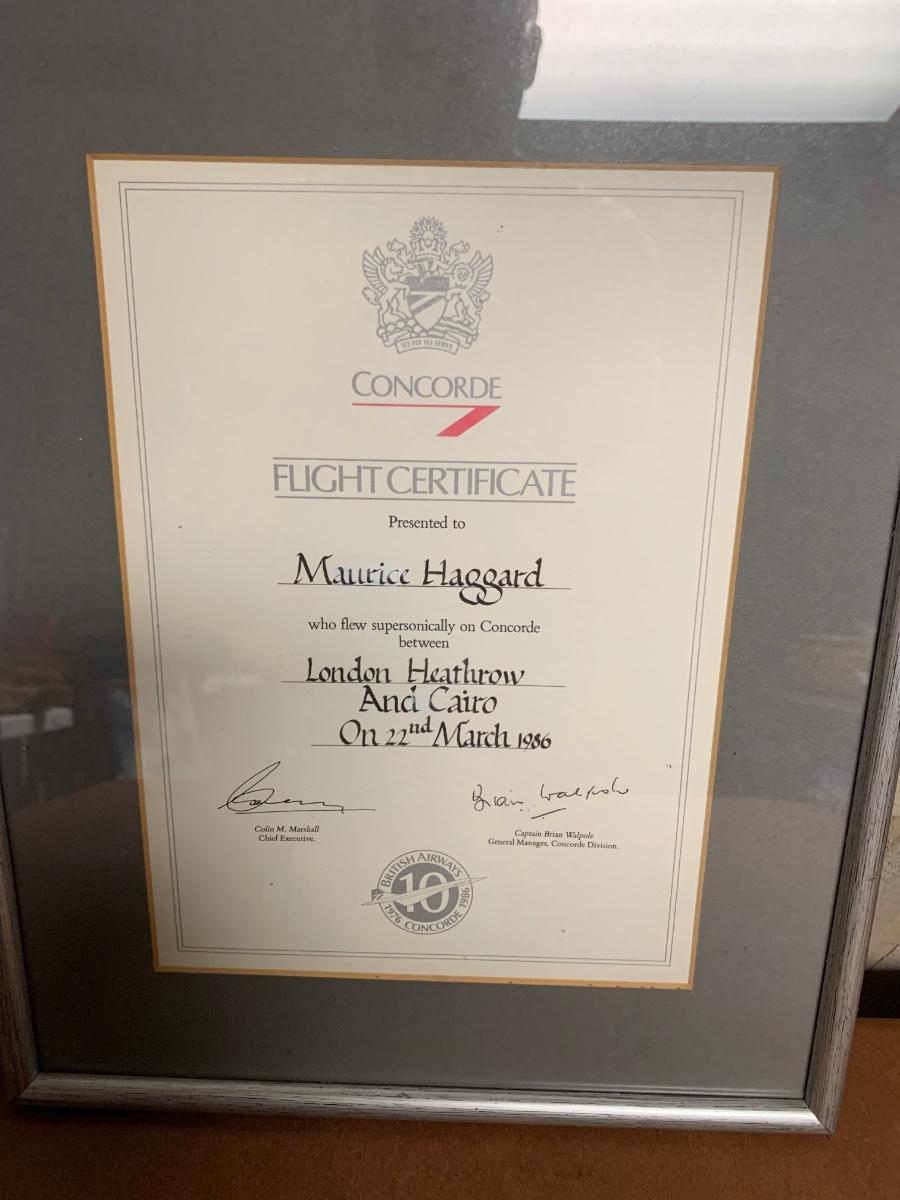 TO FLY TO SERVE
CONCORDE
FLIGHT CERTIFICATE
Presented to
Maurice Haggard
who flew supersonically on Concorde
between
London Heathrow
And Cairo
On 22nd March 1986
Brian Walpole
Colin M. Marshall
Chief Executive.
Captain Brian Walpole
General Manager, Concorde Division.
BRITISH AIRWAYS
10
1976 CONCORDE 1986